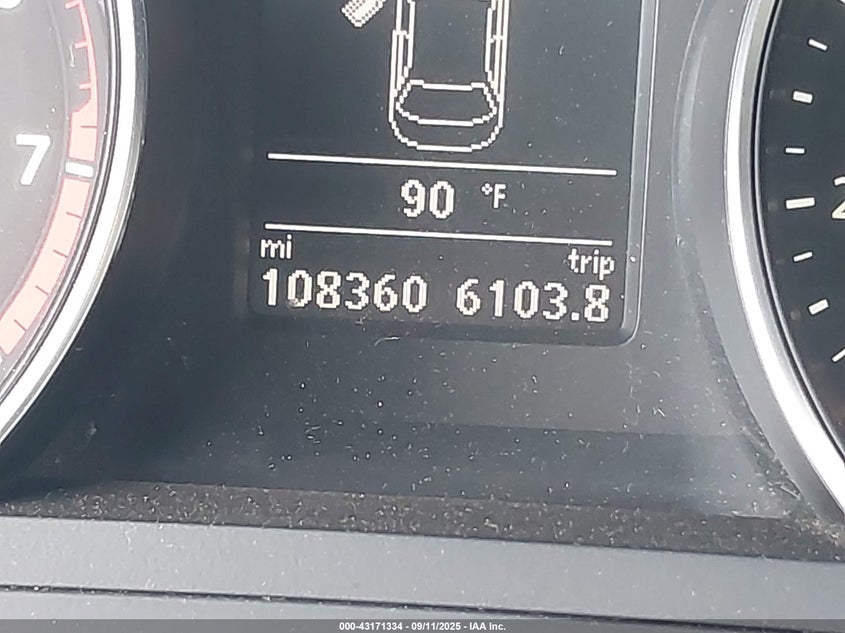 7
90 °F
mi trip
108360 6103.8
2
000-43171334 - 09/11/2025 - IAA Inc.